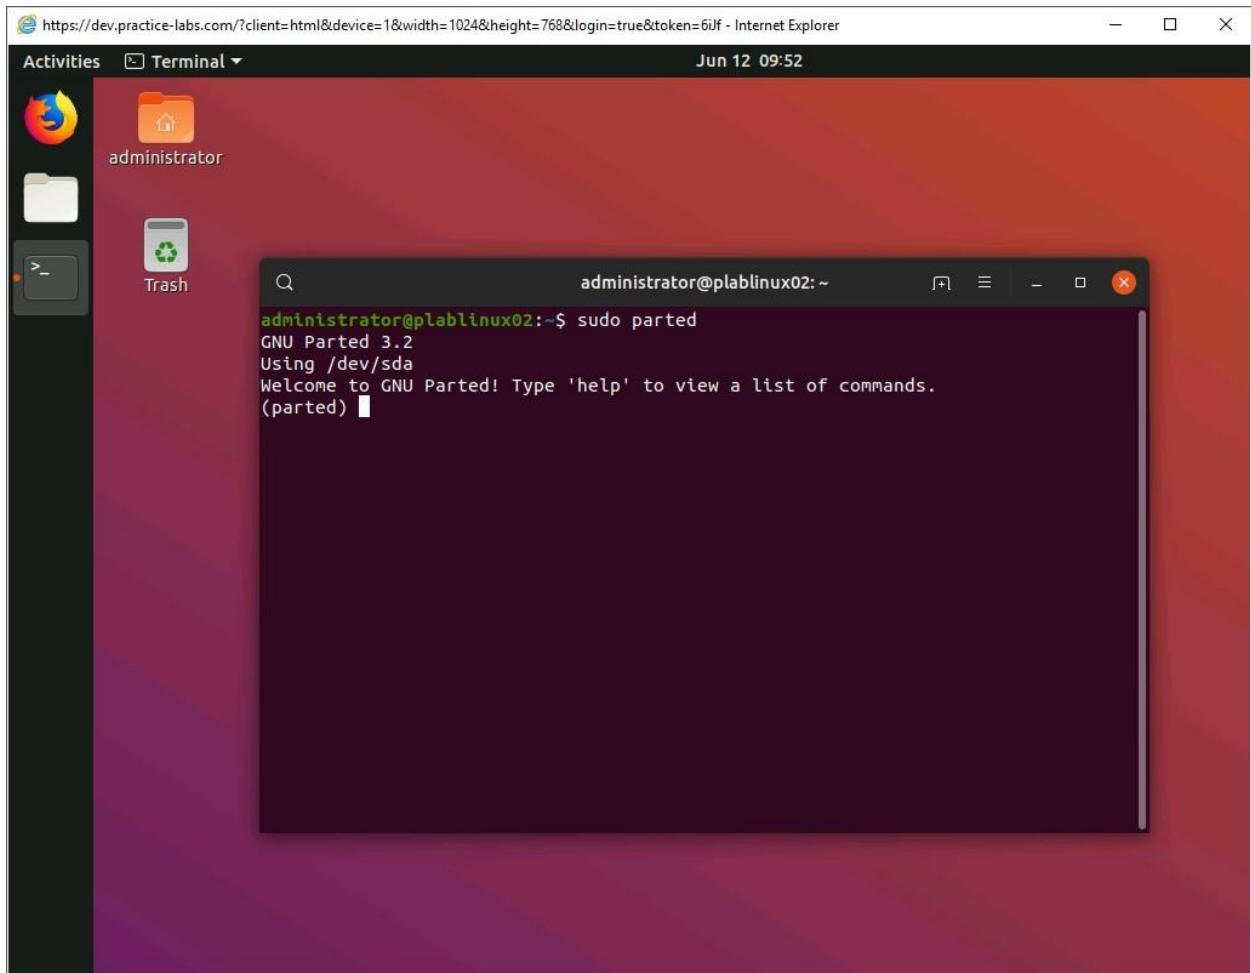 https://dev.practice-labs.com/?client=html&device=1&width=1024&height=768&login=true&token=6iJf - Internet Explorer
Activities Terminal Jun 12 09:52
administrator
Trash
administrator@plablinux02: ~
administrator@plablinux02:~$ sudo parted
GNU Parted 3.2
Using /dev/sda
Welcome to GNU Parted! Type 'help' to view a list of commands.
(parted)